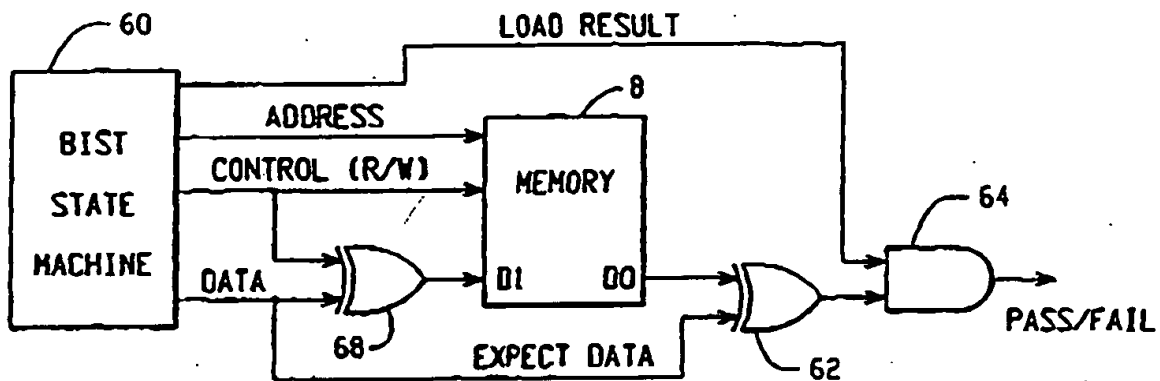 60
LOAD RESULT
8
ADDRESS
BIST
STATE
MACHINE
CONTROL (R/W)
MEMORY
64
DATA
DI
DO
68
PASS/FAIL
EXPECT DATA
62